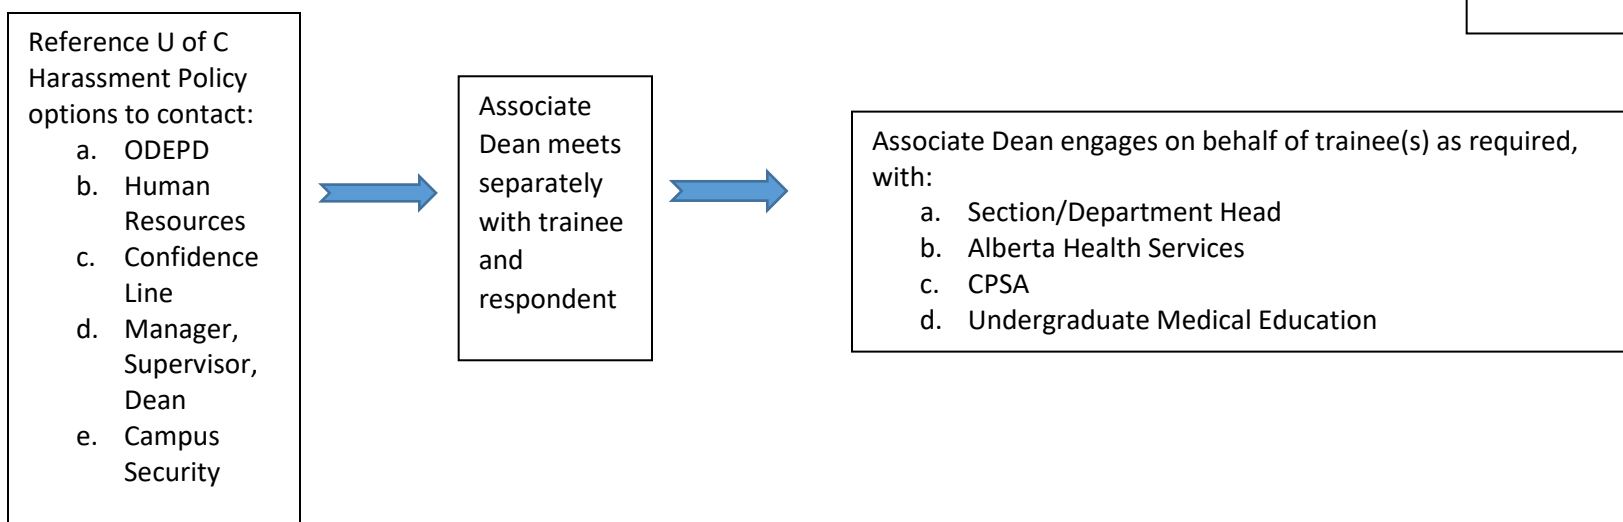 Reference U of C
Harassment Policy
options to contact:
a. ODEPD
b. Human
Resources
c. Confidence
Line
d. Manager,
Supervisor,
Dean
e. Campus
Security
Associate
Dean meets
separately
with trainee
and
respondent
Associate Dean engages on behalf of trainee(s) as required,
with:
a. Section/Department Head
b. Alberta Health Services
c. CPSA
d. Undergraduate Medical Education